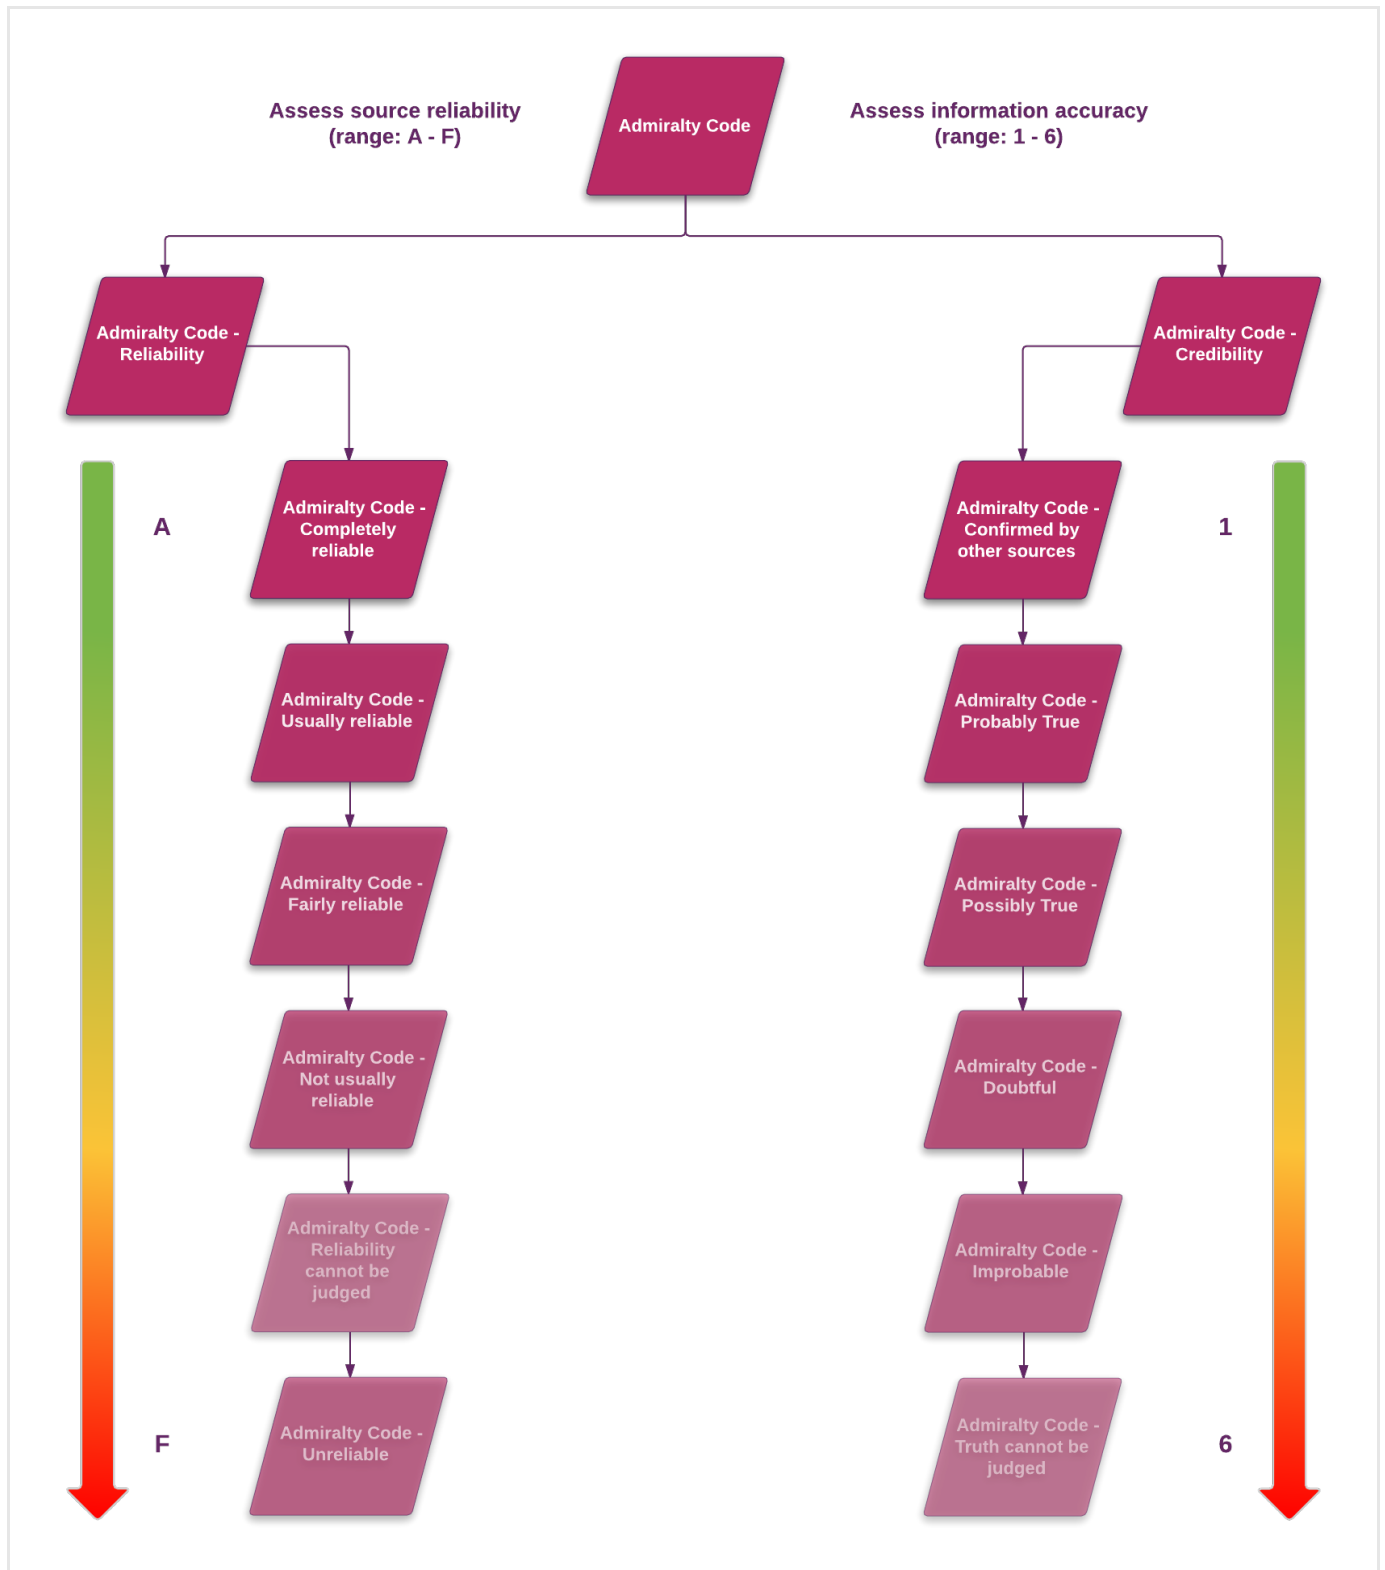 Assess source reliability
(range: A - F)
Admiralty Code
Assess information accuracy
(range: 1 - 6)
Admiralty Code -
Reliability
Admiralty Code -
Credibility
A
Admiralty Code -
Completely
reliable
Admiralty Code -
Confirmed by
other sources
1
Admiralty Code -
Usually reliable
Admiralty Code -
Probably True
Admiralty Code -
Fairly reliable
Admiralty Code -
Possibly True
Admiralty Code -
Not usually
reliable
Admiralty Code -
Doubtful
Admiralty Code -
Reliability
cannot be
judged
Admiralty Code -
Improbable
F
Admiralty Code -
Unreliable
Admiralty Code -
Truth cannot be
judged
6